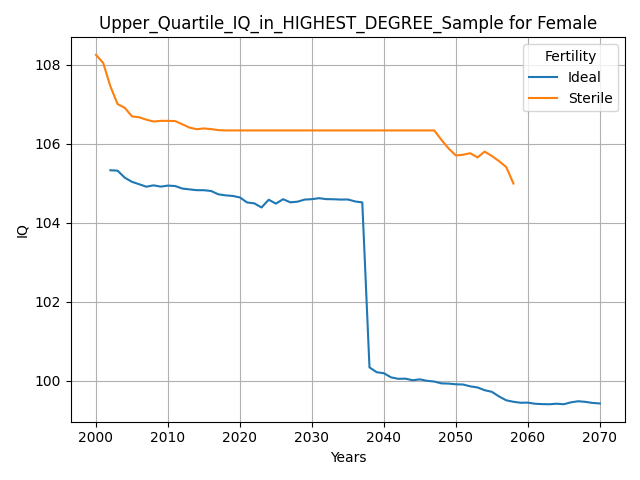 Upper_Quartile_IQ_in_HIGHEST_DEGREE_Sample for Female
Fertility
Ideal
Sterile
108
106
104
102
100
IQ
2000 2010 2020 2030 2040 2050 2060 2070
Years